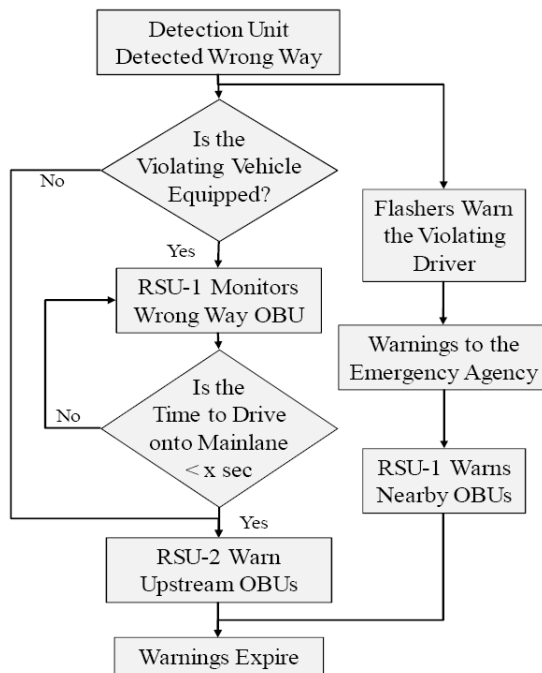 Detection Unit
Detected Wrong Way
Is the
Violating Vehicle
Equipped?
No
Yes
Flashers Warn
the Violating
Driver
RSU-1 Monitors
Wrong Way OBU
Warnings to the
Emergency Agency
Is the
Time to Drive
onto Mainlane
< x sec
No
Yes
RSU-1 Warns
Nearby OBUs
RSU-2 Warn
Upstream OBUs
Warnings Expire